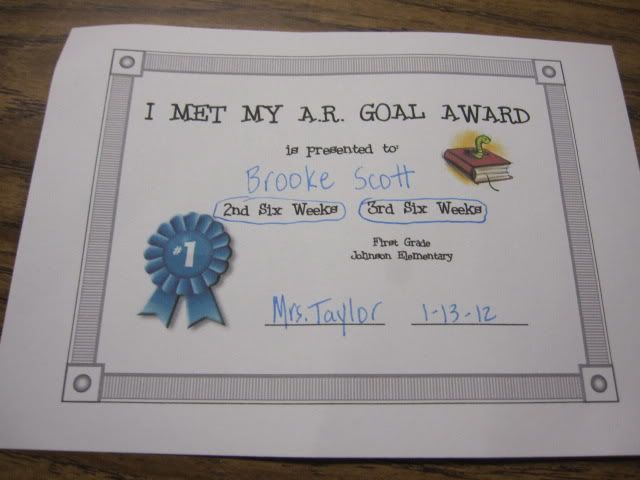 I MET MY A.R. GOAL AWARD
is presented to:
Brooke Scott
2nd Six Weeks 3rd Six Weeks
#1
First Grade
Johnson Elementary
Mrs. Taylor 1-13-12